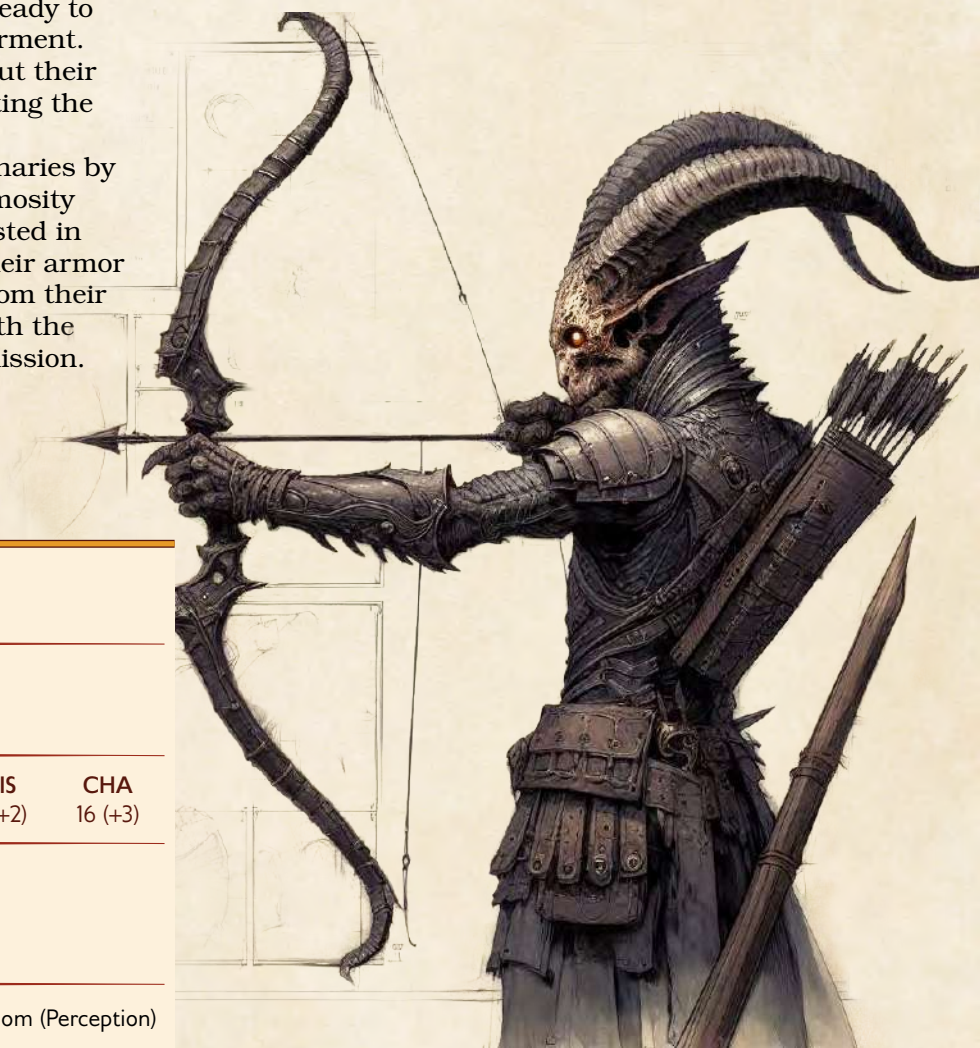 eady to
rment.
ut their
ing the
naries by
nosity
sted in
eir armor
om their
th the
ission.
IS CHA
+2) 16 (+3)
om (Perception)